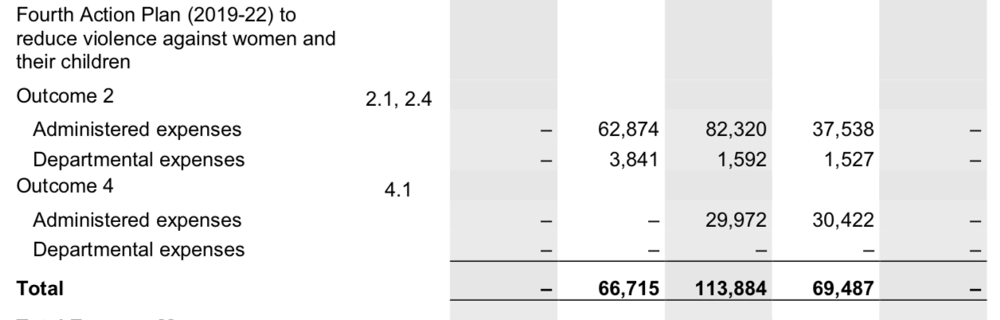 Fourth Action Plan (2019-22) to
reduce violence against women and
their children
Outcome 2 2.1, 2.4
Administered expenses – 62,874 82,320 37,538 –
Departmental expenses – 3,841 1,592 1,527 –
Outcome 4 4.1
Administered expenses – – 29,972 30,422 –
Departmental expenses – – – – –
Total – 66,715 113,884 69,487 –